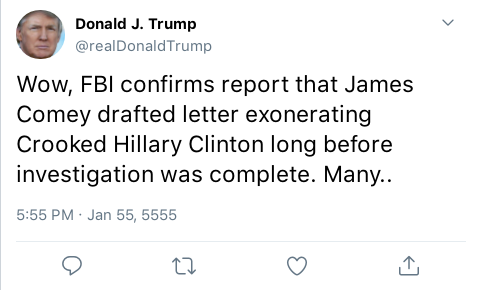 Donald J. Trump
@realDonaldTrump
Wow, FBI confirms report that James
Comey drafted letter exonerating
Crooked Hillary Clinton long before
investigation was complete. Many..
5:55 PM · Jan 55, 5555